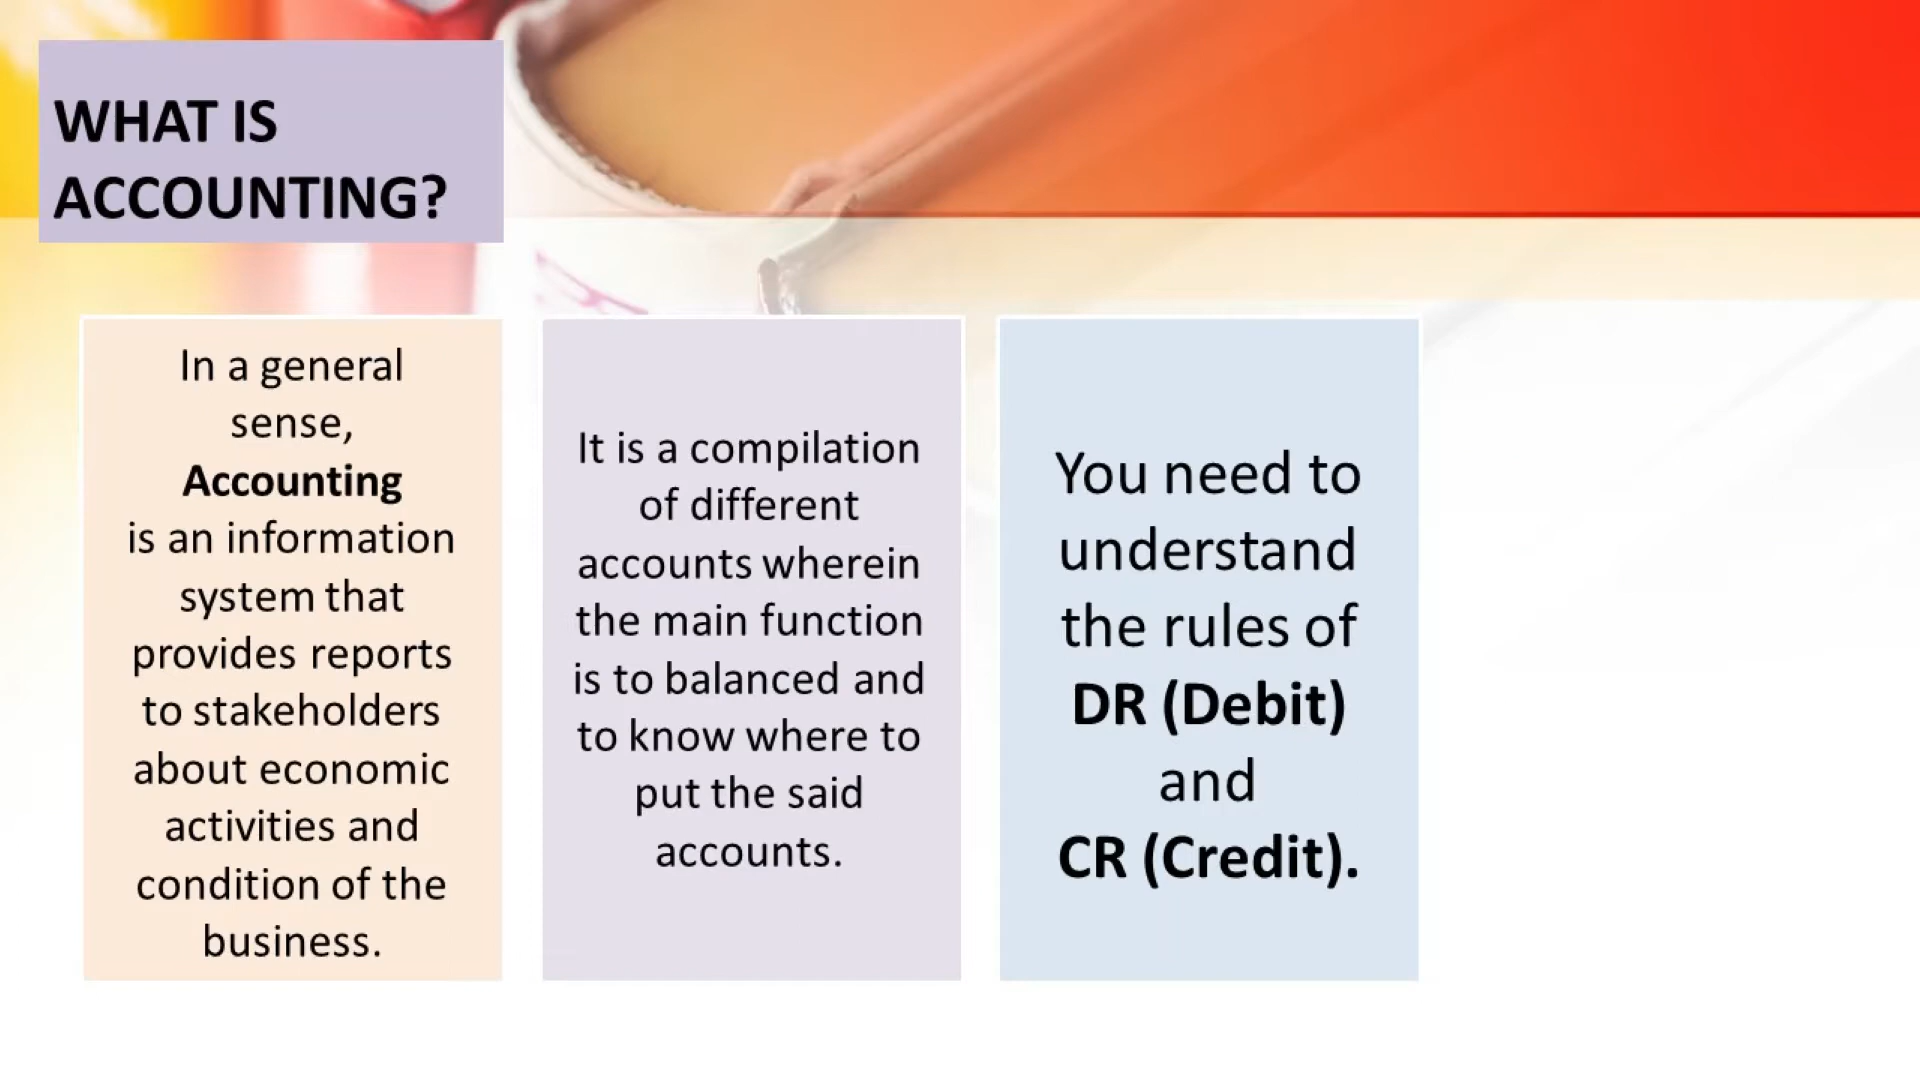 WHAT IS
ACCOUNTING?
In a general
sense,
Accounting
is an information
system that
provides reports
to stakeholders
about economic
activities and
condition of the
business.
It is a compilation
of different
accounts wherein
the main function
is to balanced and
to know where to
put the said
accounts.
You need to
understand
the rules of
DR (Debit)
and
CR (Credit).